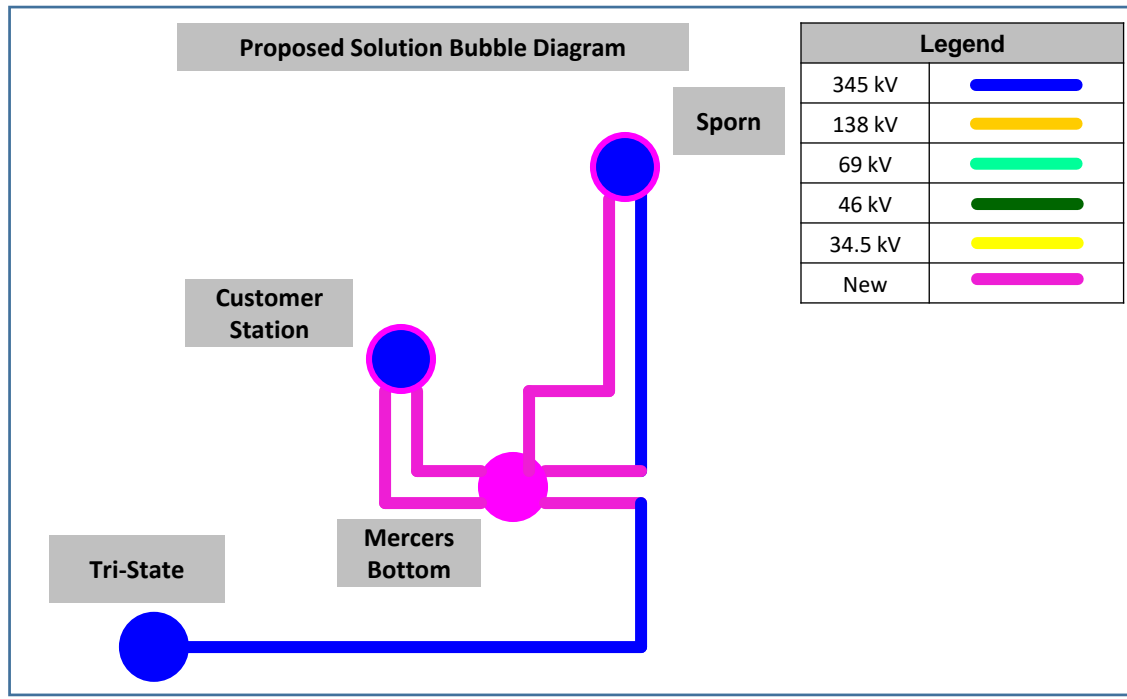 Proposed Solution Bubble Diagram
Legend
345 kV
138 kV
69 kV
46 kV
34.5 kV
New
Sporn
Customer
Station
Mercers
Bottom
Tri-State